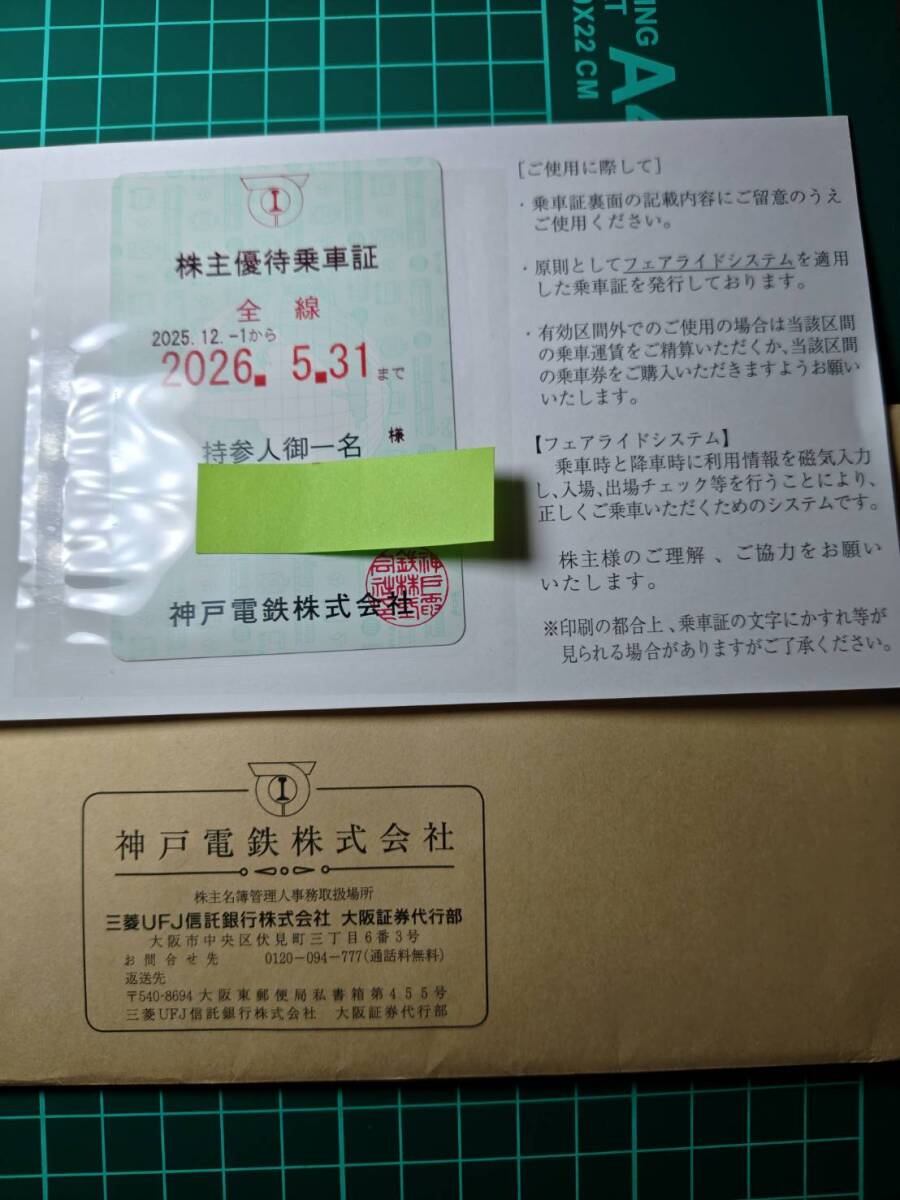 ING
A4
0X22 CM
株主優待乗車証
全 線
2025. 12. -1から
2026. 5. 31まで
持参人御一名 様
神戸電鉄株式会社
[ご使用に際して]
・乗車証裏面の記載内容にご留意のうえ
ご使用ください。
・原則としてフェアライドシステムを適用
した乗車証を発行しております。
・有効区間外でのご使用の場合は当該区間
の乗車運賃をご精算いただくか、当該区間
の乗車券をご購入いただきますようお願い
いたします。
【フェアライドシステム】
乗車時と降車時に利用情報を磁気入力
し、入場、出場チェック等を行うことにより、
正しくご乗車いただくためのシステムです。
株主様のご理解 、ご協力をお願い
いたします。
※印刷の都合上、乗車証の文字にかすれ等が
見られる場合がありますがご了承ください。
神戸電鉄株式会社
株主名簿管理人事務取扱場所
三菱UFJ信託銀行株式会社 大阪証券代行部
大阪市中央区伏見町三丁目6番3号
お問合せ先 0120-094-777(通話料無料)
返送先
〒540-8694 大阪東郵便局私書箱第455号
三菱UFJ信託銀行株式会社 大阪証券代行部